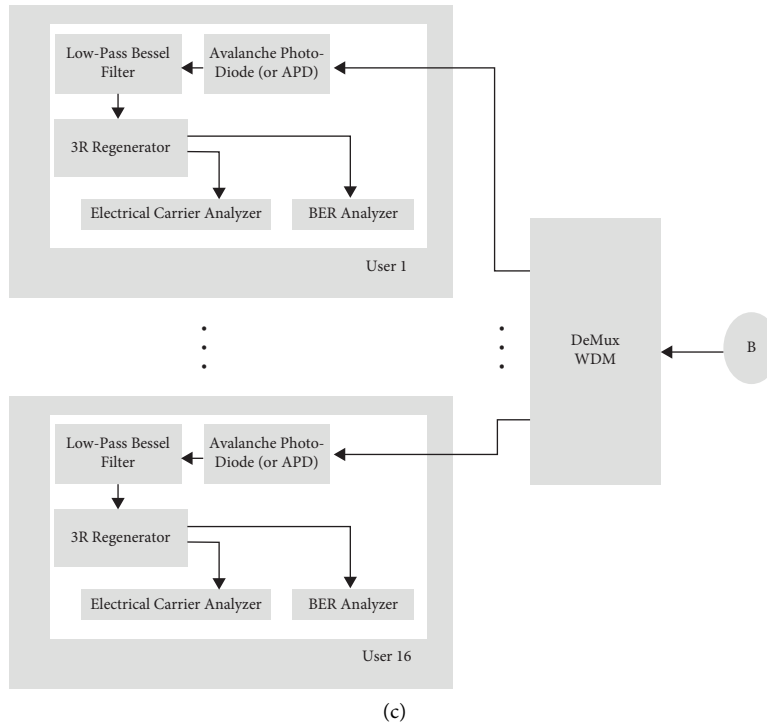 Low-Pass Bessel
Filter
Avalanche Photo-
Diode (or APD)
3R Regenerator
Electrical Carrier Analyzer
BER Analyzer
User 1
DeMux
WDM
B
Low-Pass Bessel
Filter
Avalanche Photo-
Diode (or APD)
3R Regenerator
Electrical Carrier Analyzer
BER Analyzer
User 16
(c)